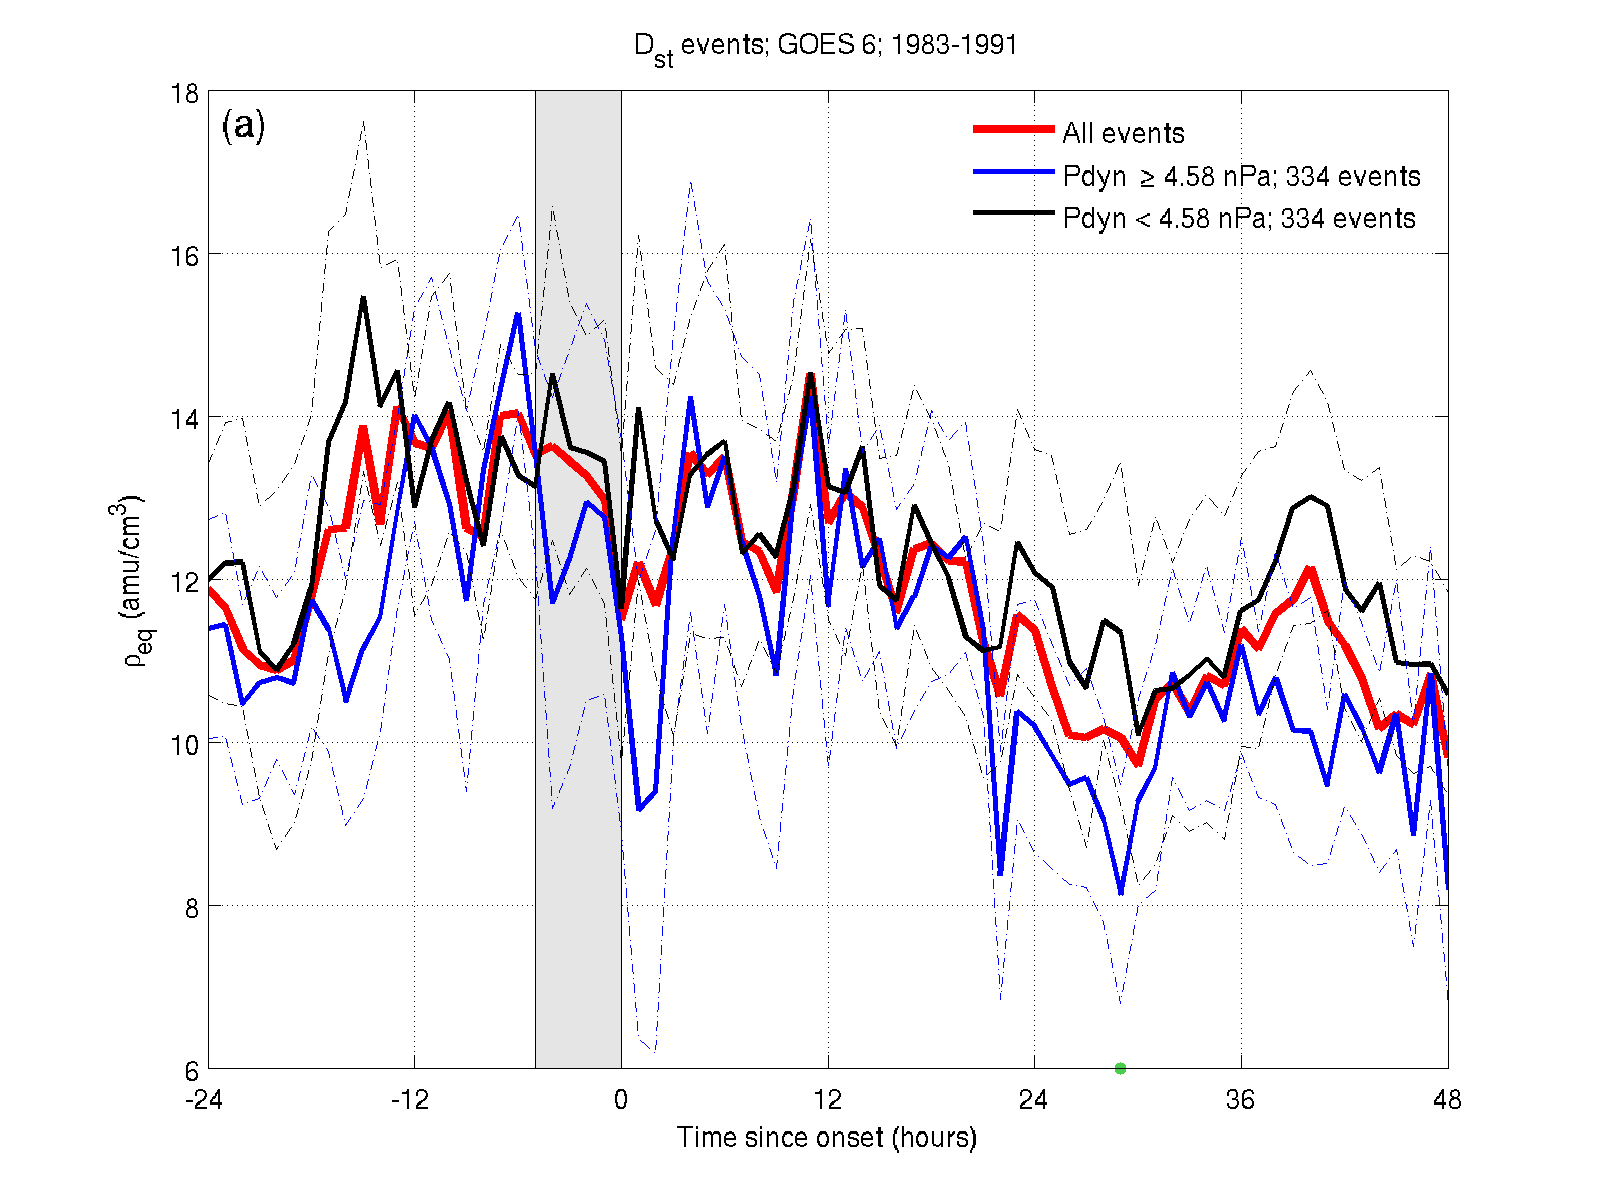 D_st events; GOES 6; 1983-1991
(a)
All events
Pdyn ≥ 4.58 nPa; 334 events
Pdyn < 4.58 nPa; 334 events
18
16
14
12
10
8
6
ρ_eq (amu/cm^3)
-24 -12 0 12 24 36 48
Time since onset (hours)